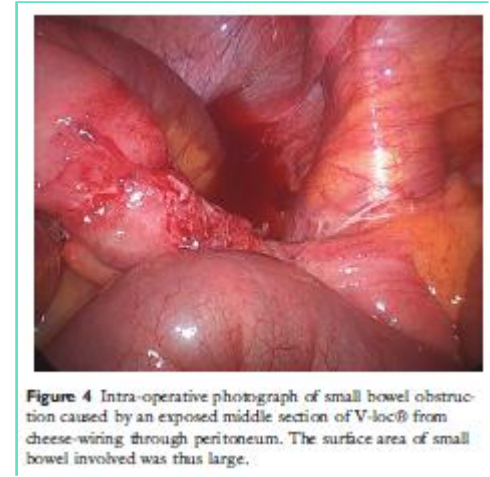 Figure 4 Intra-operative photograph of small bowel obstruc-
tion caused by an exposed middle section of V-loc® from
cheese-wiring through peritoneum. The surface area of small
bowel involved was thus large.